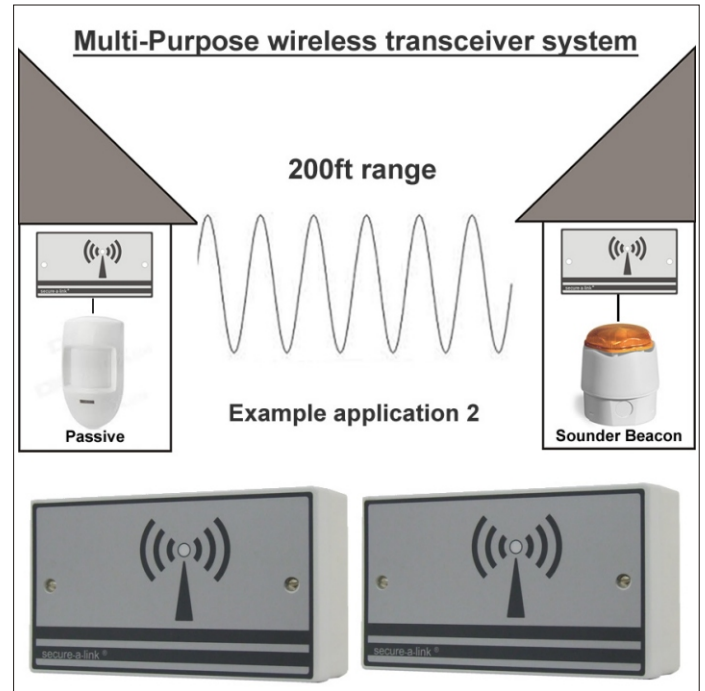 Multi-Purpose wireless transceiver system
200ft range
secure-a-link®
secure-a-link®
Example application 2
Passive
Sounder Beacon
secure-a-link ®
secure-a-link ®